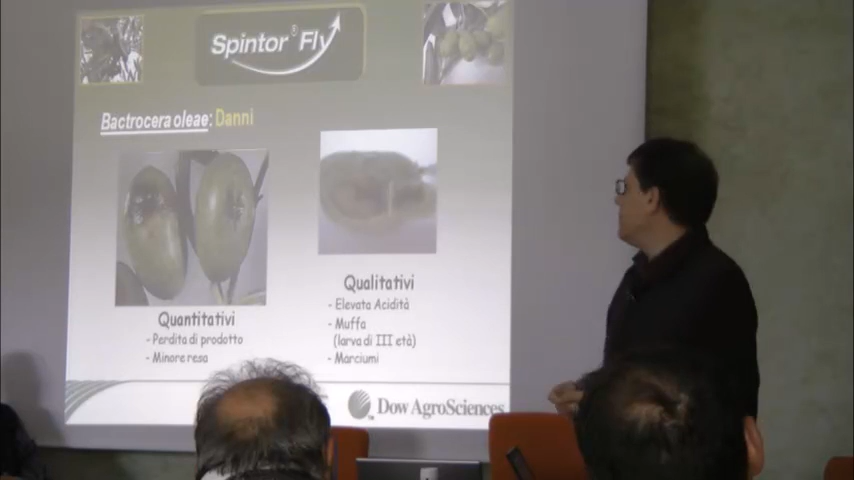 Spintor® Fly
Bactrocera oleae: Danni
Quantitativi
- Perdita di prodotto
- Minore resa
Qualitativi
- Elevata Acidità
- Muffa
(larva di III età)
- Marciumi
Dow AgroSciences